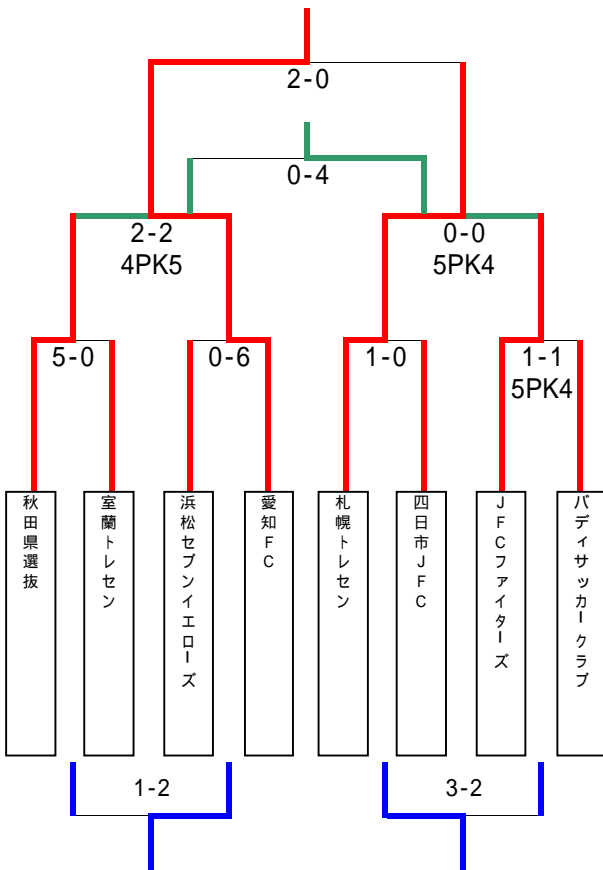 2-0
0-4
2-2
4PK5
0-0
5PK4
5-0
0-6
1-0
1-1
5PK4
秋田県選抜
室蘭トレセン
浜松セブンイエローズ
愛知FC
札幌トレセン
四日市JFC
JFCファイターズ
バディサッカークラブ
1-2
3-2